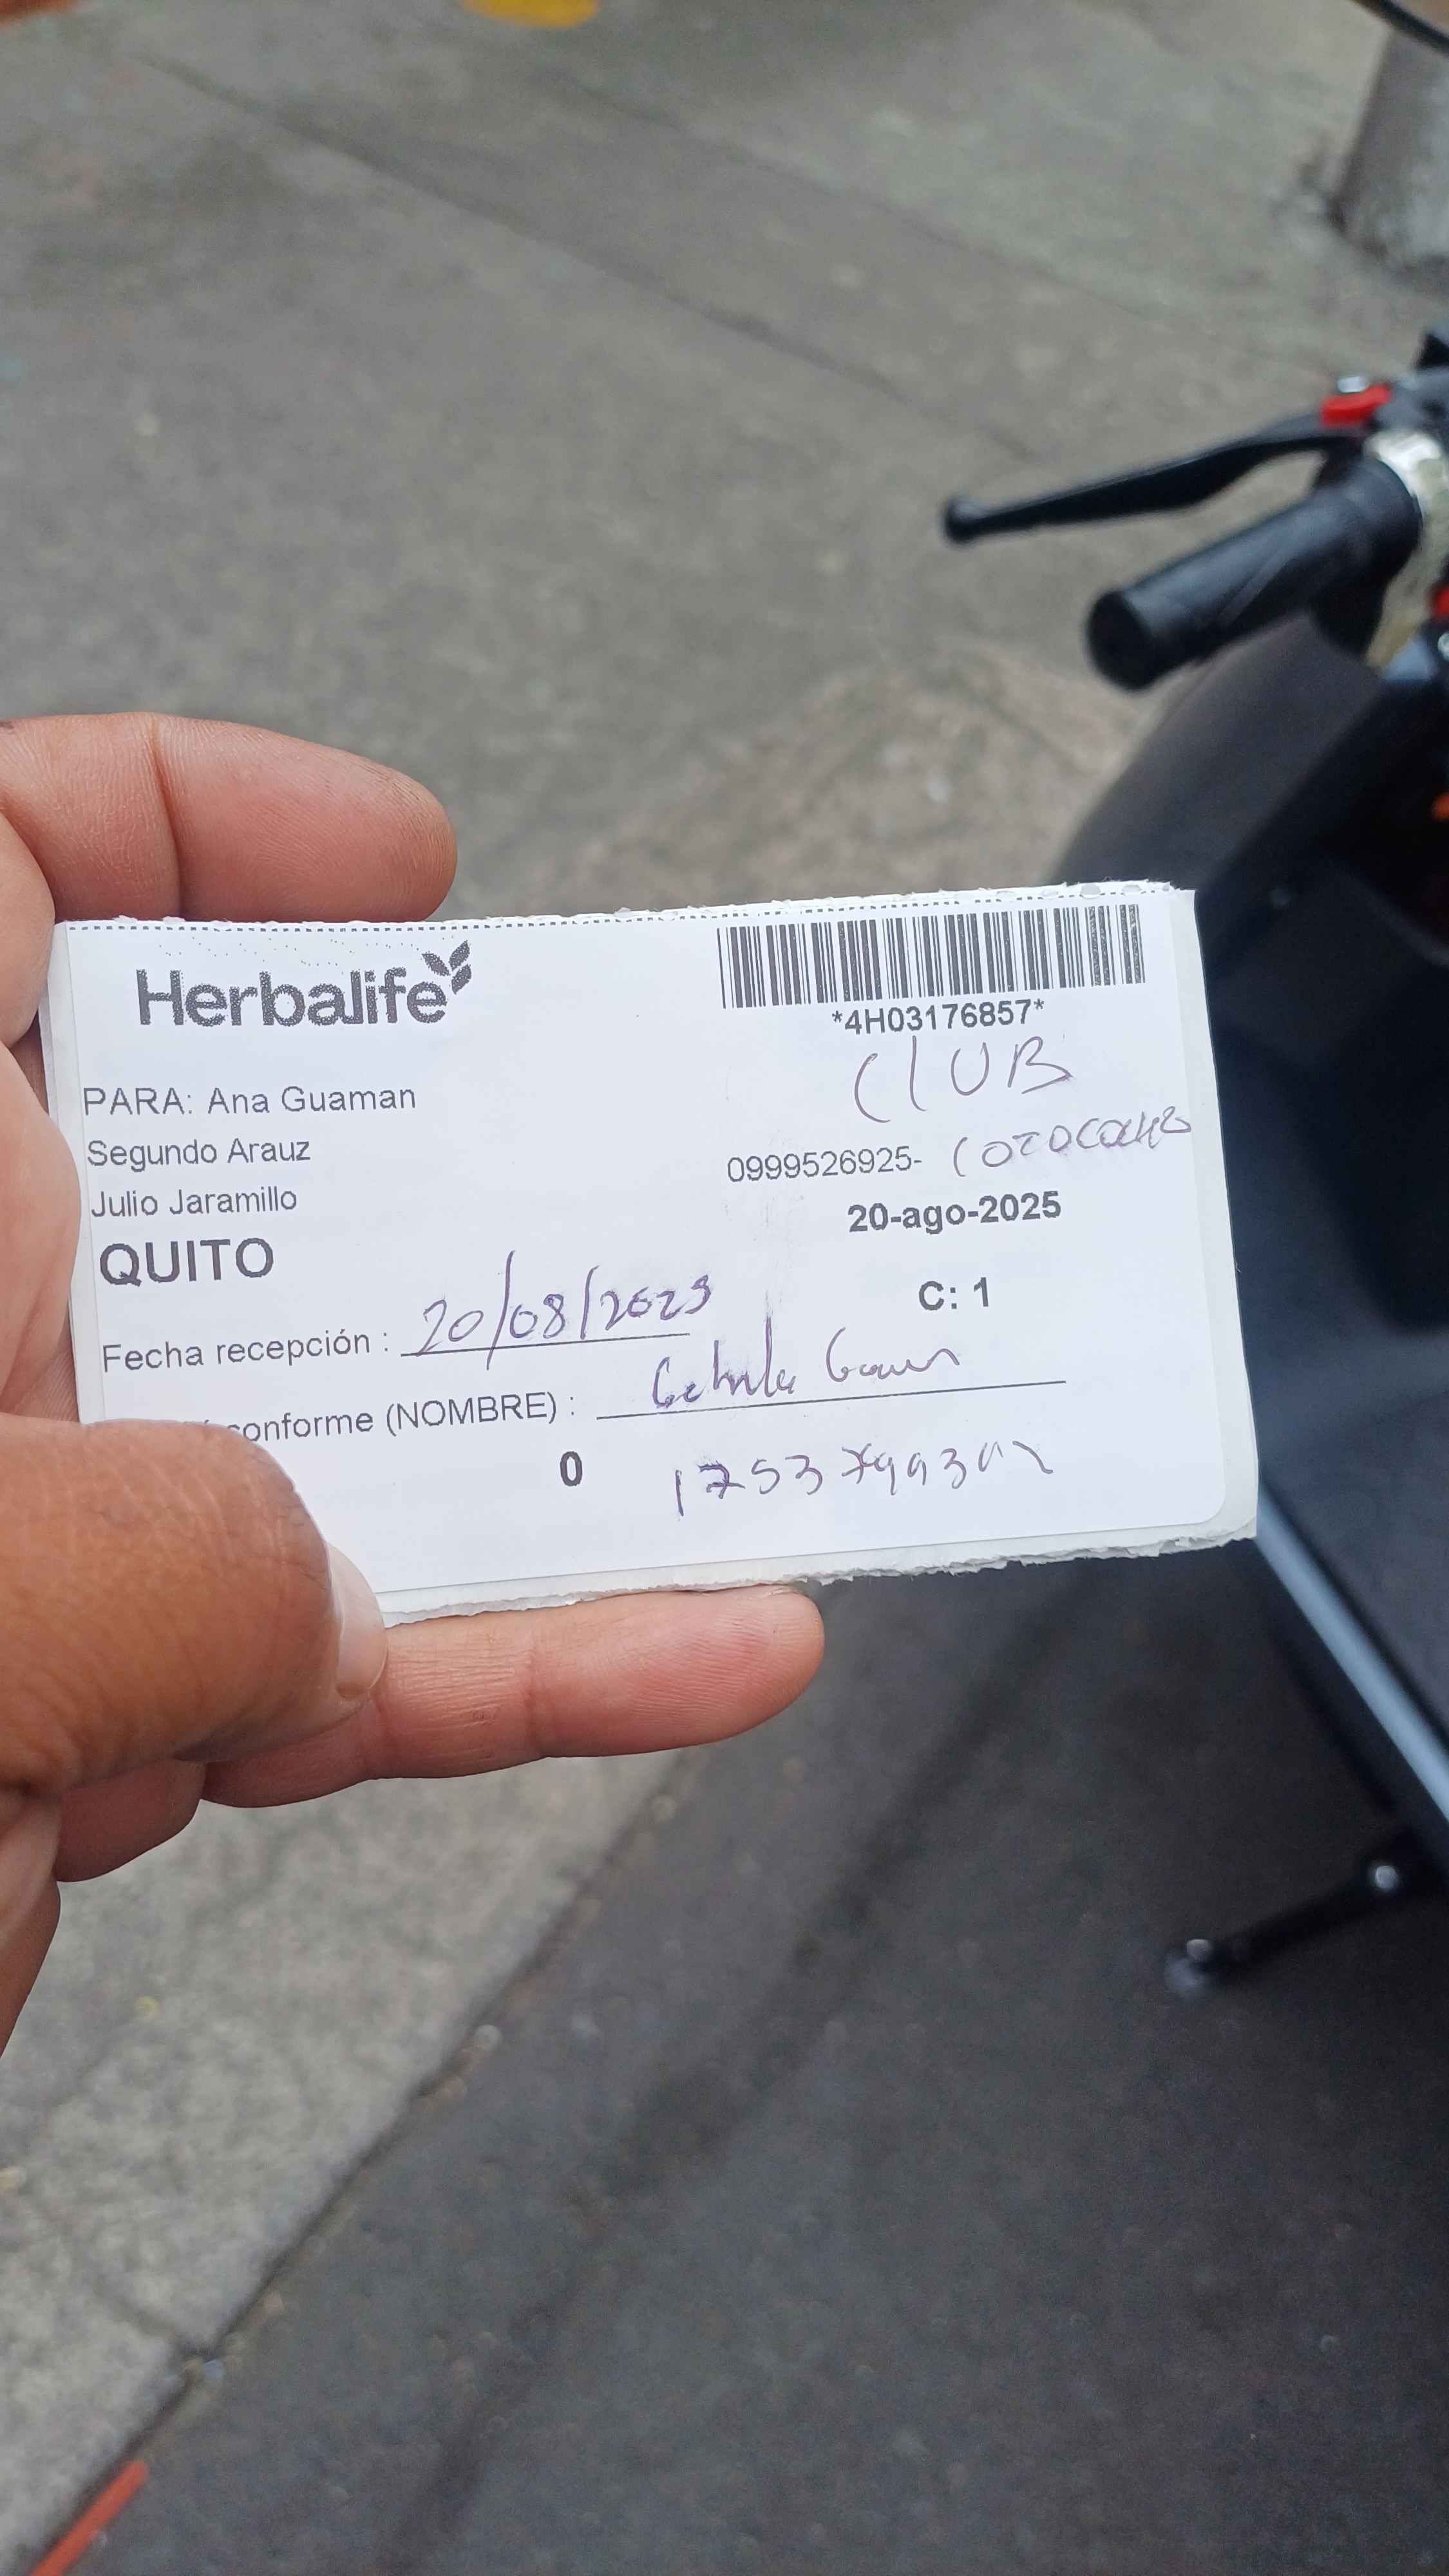 Herbalife
*4H03176857*
CLUB
PARA: Ana Guaman
Segundo Arauz
0999526925-
Julio Jaramillo
20-ago-2025
QUITO
C: 1
Fecha recepción : 20/08/2025
conforme (NOMBRE) :
0